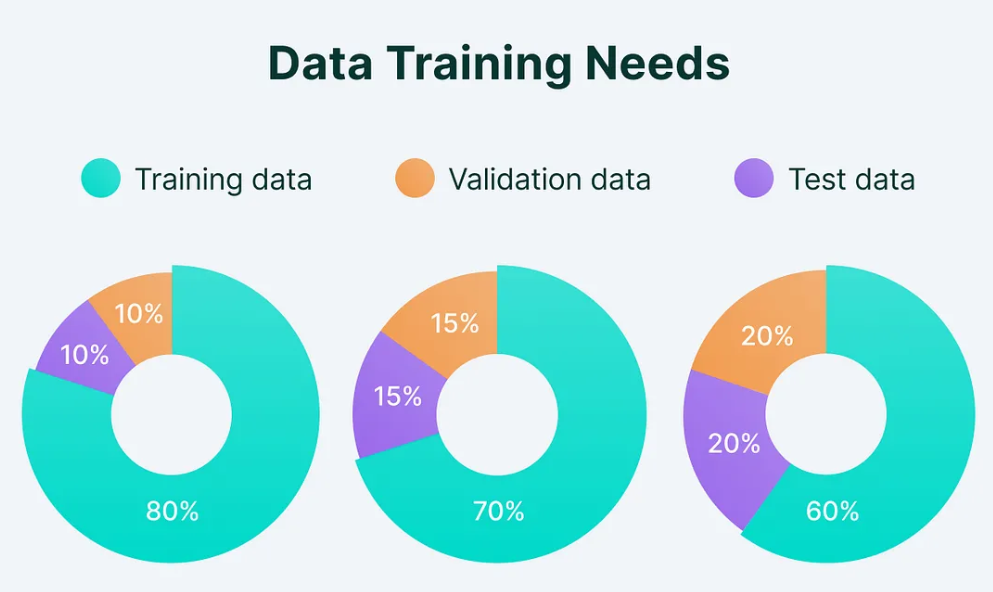 Data Training Needs
Training data
Validation data
Test data
10%
10%
80%
15%
15%
70%
20%
20%
60%